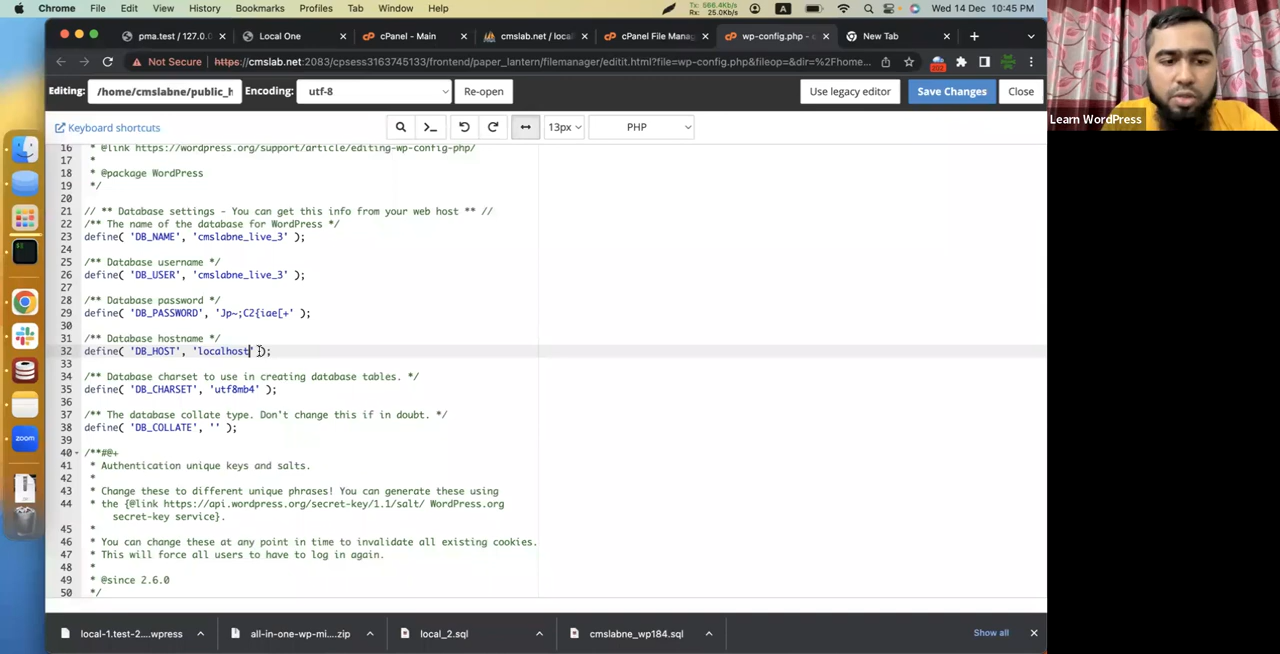 Chrome File Edit View History Bookmarks Profiles Tab Window Help Tx: 566.4Kb/s Rx: 25.0Kb/s A Wed 14 Dec 10:45 PM
pma.test / 127.0.0 Local One cPanel - Main cmslab.net / loca cPanel File Mana wp-config.php - c New Tab
Not Secure https://cmslab.net:2083/cpsess3163745133/frontend/paper_lantern/filemanager/editit.html?file=wp-config.php&fileop=&dir=%2Fhome...
Editing: /home/cmslabne/public_h Encoding: utf-8 Re-open Use legacy editor Save Changes Close
Learn WordPress
Keyboard shortcuts 13px PHP
16 * @link https://wordpress.org/support/article/editing-wp-config-php/
17 *
18 * @package WordPress
19 */
20
21 // ** Database settings - You can get this info from your web host ** //
22 /** The name of the database for WordPress */
23 define( 'DB_NAME', 'cmslabne_live_3' );
24
25 /** Database username */
26 define( 'DB_USER', 'cmslabne_live_3' );
27
28 /** Database password */
29 define( 'DB_PASSWORD', 'Jp~;C2{iae[+' );
30
31 /** Database hostname */
32 define( 'DB_HOST', 'localhost' );
33
34 /** Database charset to use in creating database tables. */
35 define( 'DB_CHARSET', 'utf8mb4' );
36
37 /** The database collate type. Don't change this if in doubt. */
38 define( 'DB_COLLATE', '' );
39
40 /**#@+
41 * Authentication unique keys and salts.
42 *
43 * Change these to different unique phrases! You can generate these using
44 * the {@link https://api.wordpress.org/secret-key/1.1/salt/ WordPress.org
secret-key service}.
45 *
46 * You can change these at any point in time to invalidate all existing cookies.
47 * This will force all users to have to log in again.
48 *
49 * @since 2.6.0
50 */
zoom
local-1.test-2....wpress all-in-one-wp-mi....zip local_2.sql cmslabne_wp184.sql Show all